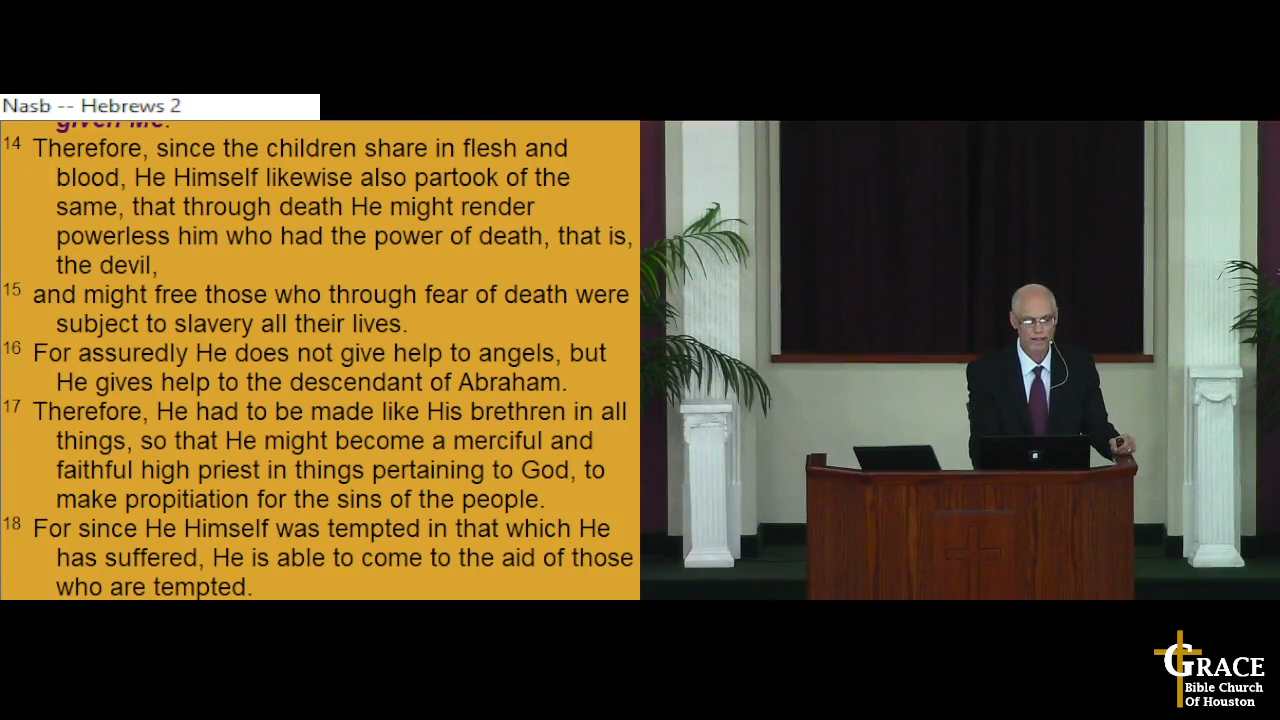 Nasb -- Hebrews 2
given Me.
14 Therefore, since the children share in flesh and
blood, He Himself likewise also partook of the
same, that through death He might render
powerless him who had the power of death, that is,
the devil,
15 and might free those who through fear of death were
subject to slavery all their lives.
16 For assuredly He does not give help to angels, but
He gives help to the descendant of Abraham.
17 Therefore, He had to be made like His brethren in all
things, so that He might become a merciful and
faithful high priest in things pertaining to God, to
make propitiation for the sins of the people.
18 For since He Himself was tempted in that which He
has suffered, He is able to come to the aid of those
who are tempted.
GRACE
Bible Church
Of Houston